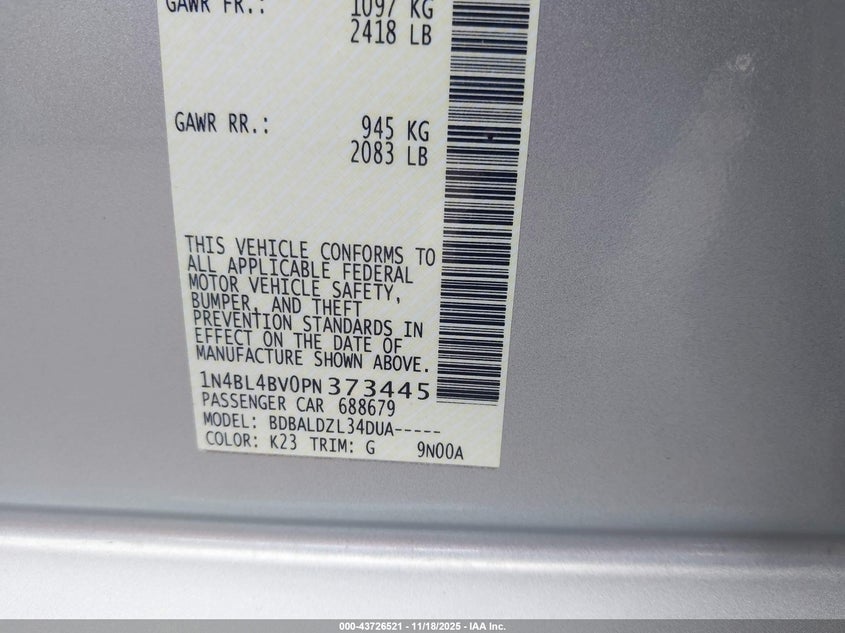 GAWR FR.: 1097 KG
2418 LB
GAWR RR.: 945 KG
2083 LB
THIS VEHICLE CONFORMS TO
ALL APPLICABLE FEDERAL
MOTOR VEHICLE SAFETY,
BUMPER, AND THEFT
PREVENTION STANDARDS IN
EFFECT ON THE DATE OF
MANUFACTURE SHOWN ABOVE.
1N4BL4BV0PN373445
PASSENGER CAR 688679
MODEL: BDBALDZL34DUA-----
COLOR: K23 TRIM: G 9N00A
000-43726521 - 11/18/2025 - IAA Inc.